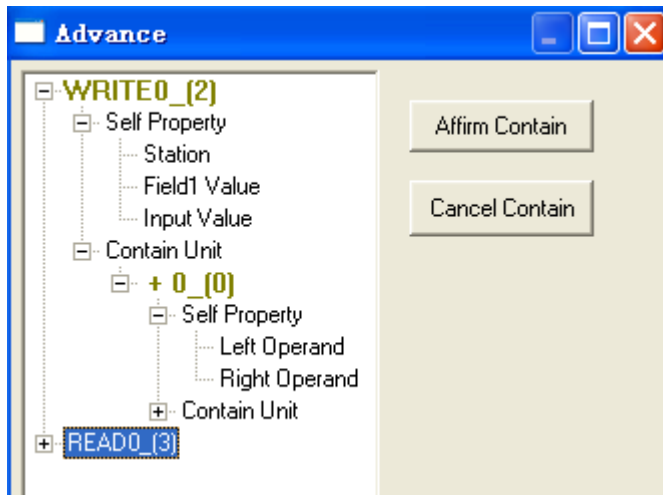 Advance
WRITE0_(2)
Self Property
Station
Field1 Value
Input Value
Contain Unit
+ 0_(0)
Self Property
Left Operand
Right Operand
Contain Unit
READ0_(3)
Affirm Contain
Cancel Contain